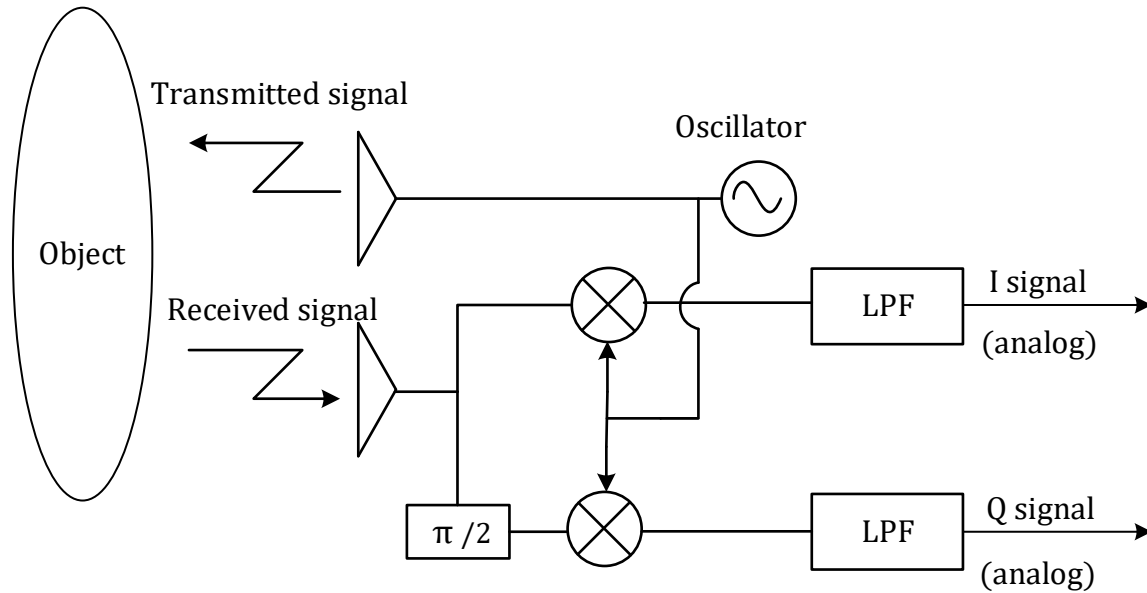 Transmitted signal
Oscillator
Object
Received signal
LPF
I signal
(analog)
π /2
LPF
Q signal
(analog)